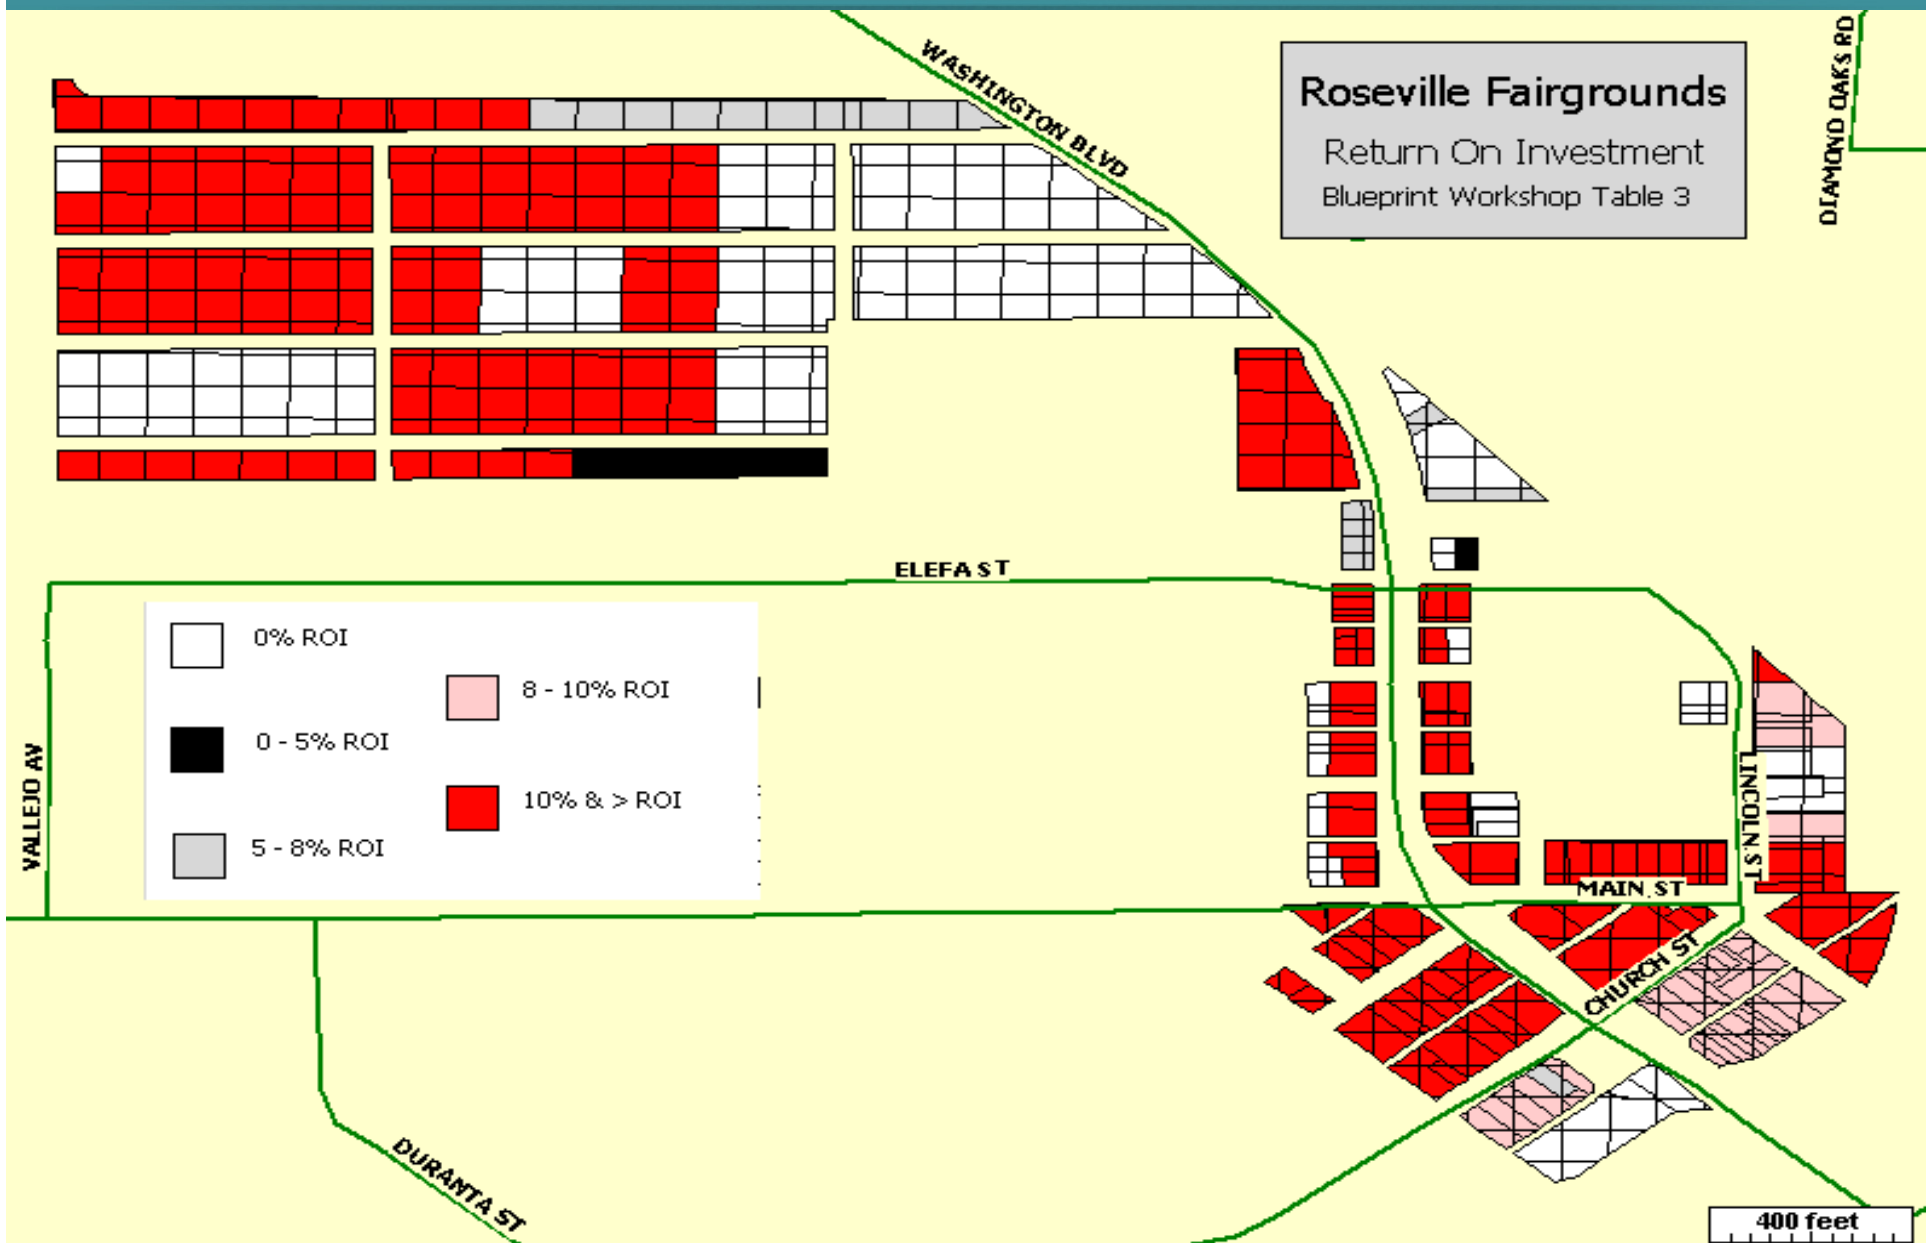 WASHINGTON BLVD
Roseville Fairgrounds
Return On Investment
Blueprint Workshop Table 3
DIAMOND OAKS RD
ELEFA ST
0% ROI
8 - 10% ROI
0 - 5% ROI
10% & > ROI
5 - 8% ROI
VALLEJO AV
LINCOLN ST
MAIN ST
CHURCH ST
DURANTA ST
400 feet